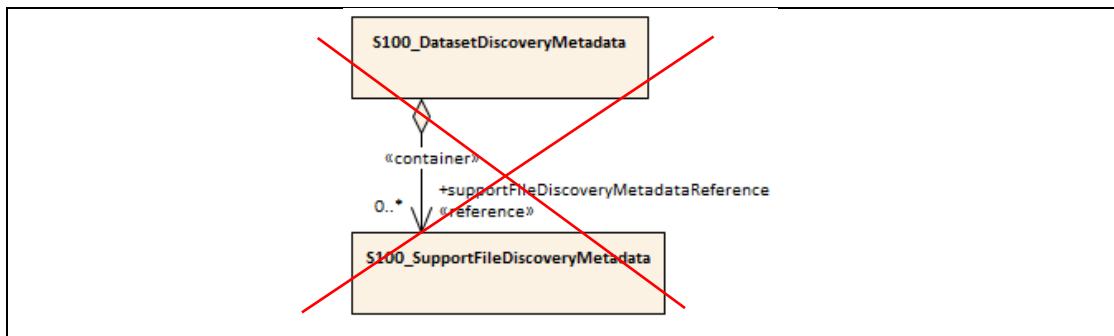 S100_DatasetDiscoveryMetadata
«container»
+supportFileDiscoveryMetadataReference
0..*
«reference»
S100_SupportFileDiscoveryMetadata